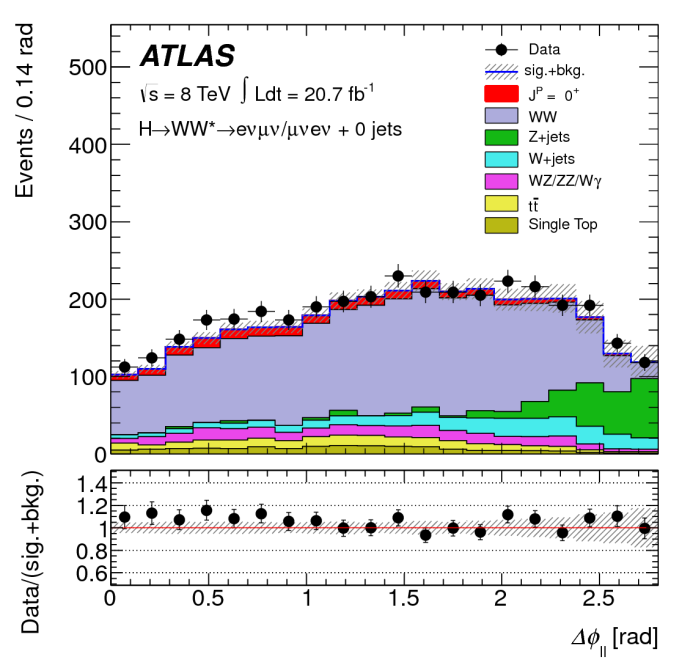 Events / 0.14 rad
500
400
300
200
100
0
ATLAS
√s = 8 TeV ∫ Ldt = 20.7 fb⁻¹
H→WW*→eνμν/μνeν + 0 jets
Data
sig.+bkg.
Jᴾ = 0⁺
WW
Z+jets
W+jets
WZ/ZZ/Wγ
tt̄
Single Top
Data/(sig.+bkg.)
1.4
1.2
1
0.8
0.6
0 0.5 1 1.5 2 2.5
Δϕ|| [rad]